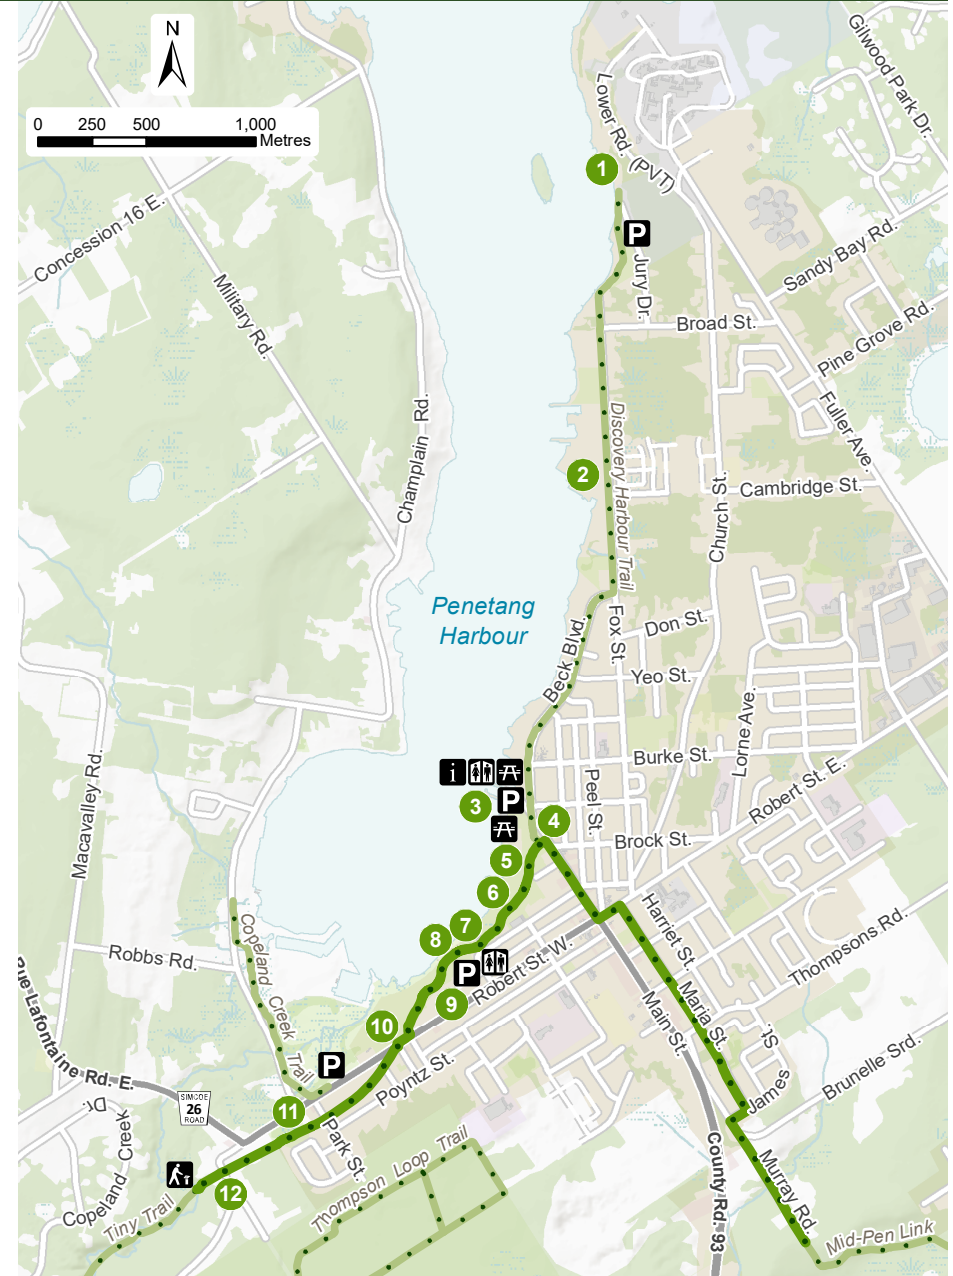 N
0 250 500 1,000
Metres
Gilwood Park Dr.
Lower Rd. (PVT)
1
Concession 16 E.
P
Jury Dr.
Sandy Bay Rd.
Military Rd.
Broad St.
Pine Grove Rd.
Champlain Rd.
Discovery Harbour Trail
Fuller Ave.
2
Cambridge St.
Church St.
Penetang
Harbour
Fox St.
Don St.
Beck Blvd.
Yeo St.
Lorne Ave.
Burke St.
Macavalley Rd.
i
Peel St.
Robert St. E.
3
P
4
Brock St.
5
6
Harriet St.
7
8
Copeland Creek Trail
Robbs Rd.
Thompsons Rd.
P
Robert St. W.
9
Rue Lafontaine Rd. E.
Main St.
Maria St.
10
James St.
P
Poyntz St.
Brunelle Srd.
SIMCOE
26
ROAD
11
Copeland Creek Dr.
Park St.
County Rd. 93
Thompson Loop Trail
Murray Rd.
12
Tiny Trail
Mid-Pen Link